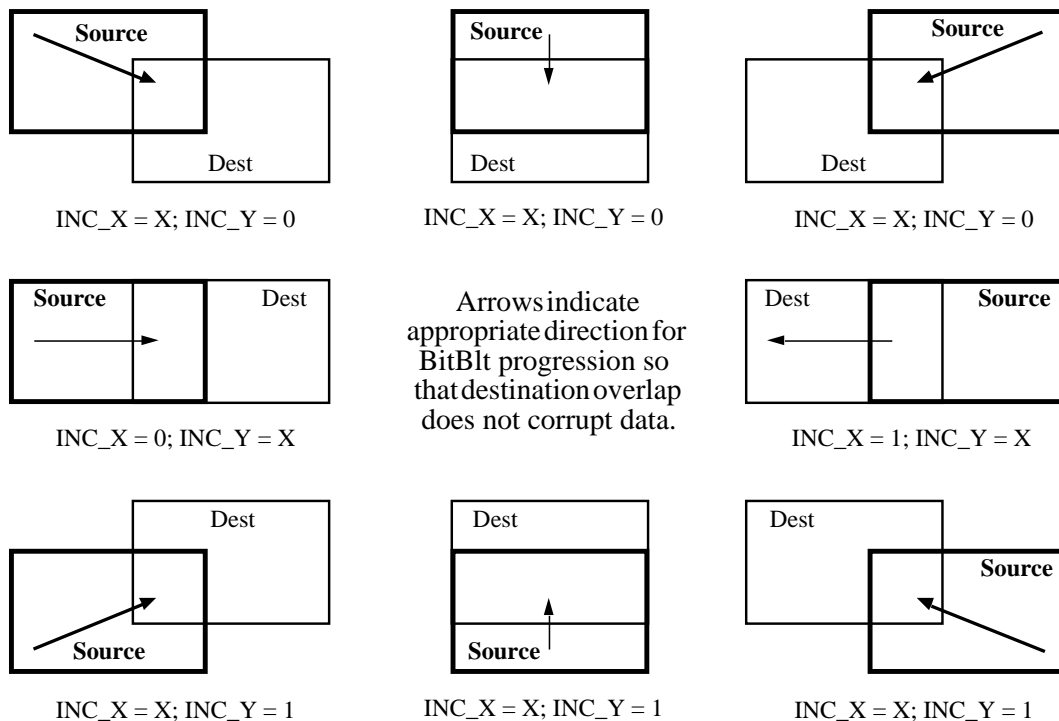 Source
Dest
INC_X = X; INC_Y = 0
Source
Dest
INC_X = X; INC_Y = 0
Source
Dest
INC_X = X; INC_Y = 0
Source
Dest
INC_X = 0; INC_Y = X
Arrows indicate
appropriate direction for
BitBlt progression so
that destination overlap
does not corrupt data.
Dest
Source
INC_X = 1; INC_Y = X
Dest
Source
INC_X = X; INC_Y = 1
Dest
Source
INC_X = X; INC_Y = 1
Dest
Source
INC_X = X; INC_Y = 1